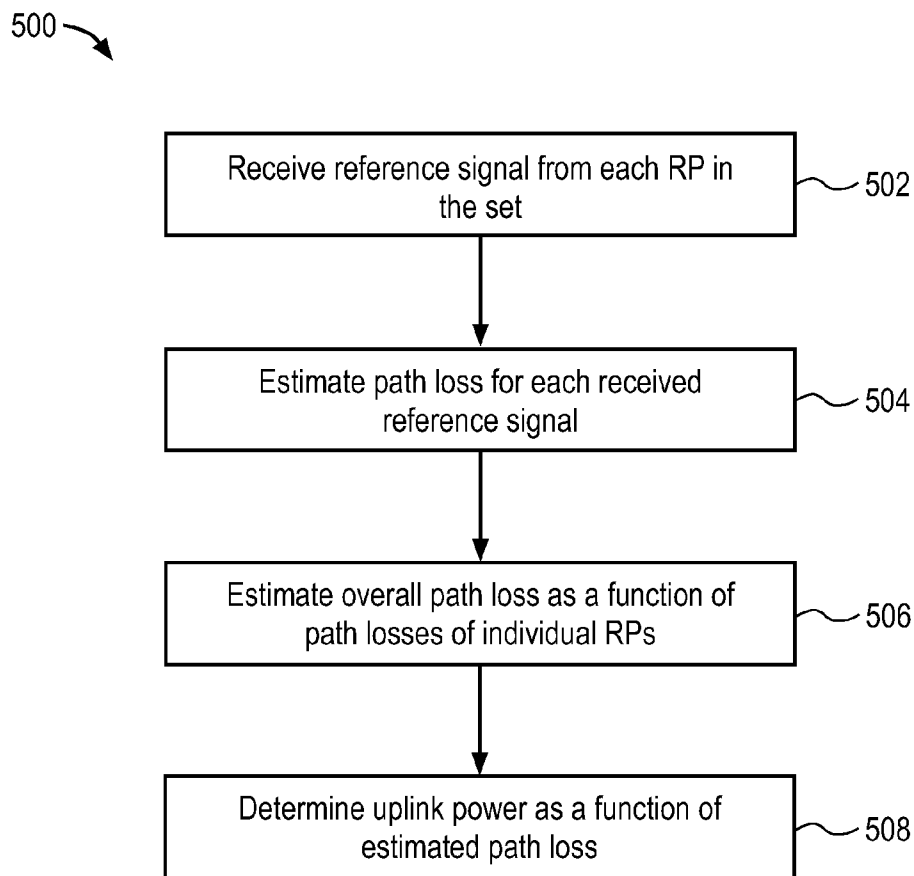 500
Receive reference signal from each RP in
the set
502
Estimate path loss for each received
reference signal
504
Estimate overall path loss as a function of
path losses of individual RPs
506
Determine uplink power as a function of
estimated path loss
508